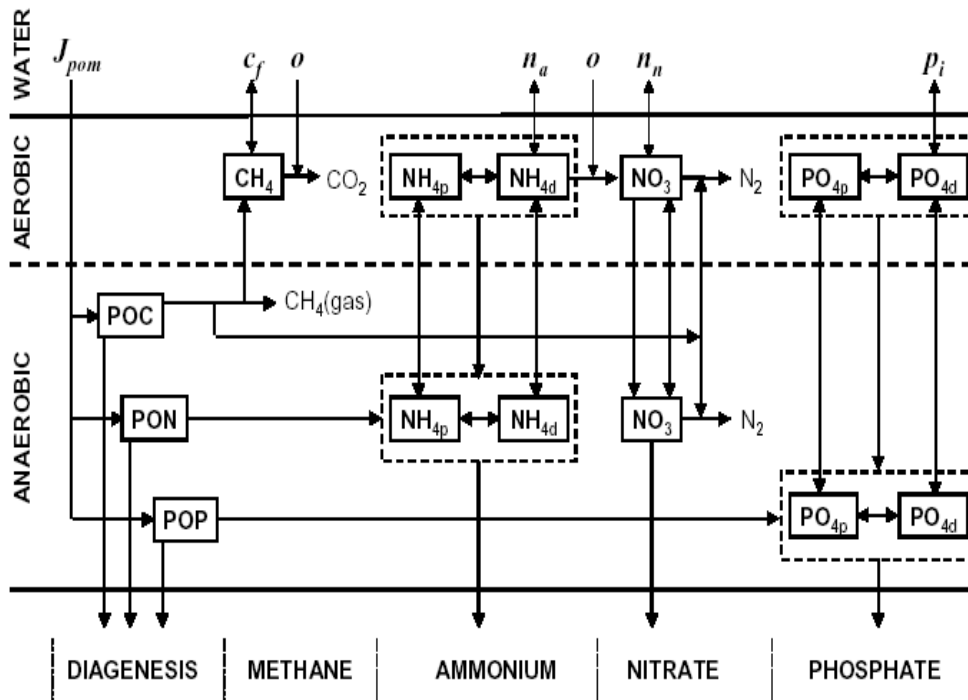 WATER
J_pom c_f o n_a o n_n p_i
AEROBIC
CH₄ CO₂ NH₄p NH₄d NO₃ N₂ PO₄p PO₄d
ANAEROBIC
POC CH₄(gas)
PON NH₄p NH₄d NO₃ N₂
POP PO₄p PO₄d
DIAGENESIS METHANE AMMONIUM NITRATE PHOSPHATE